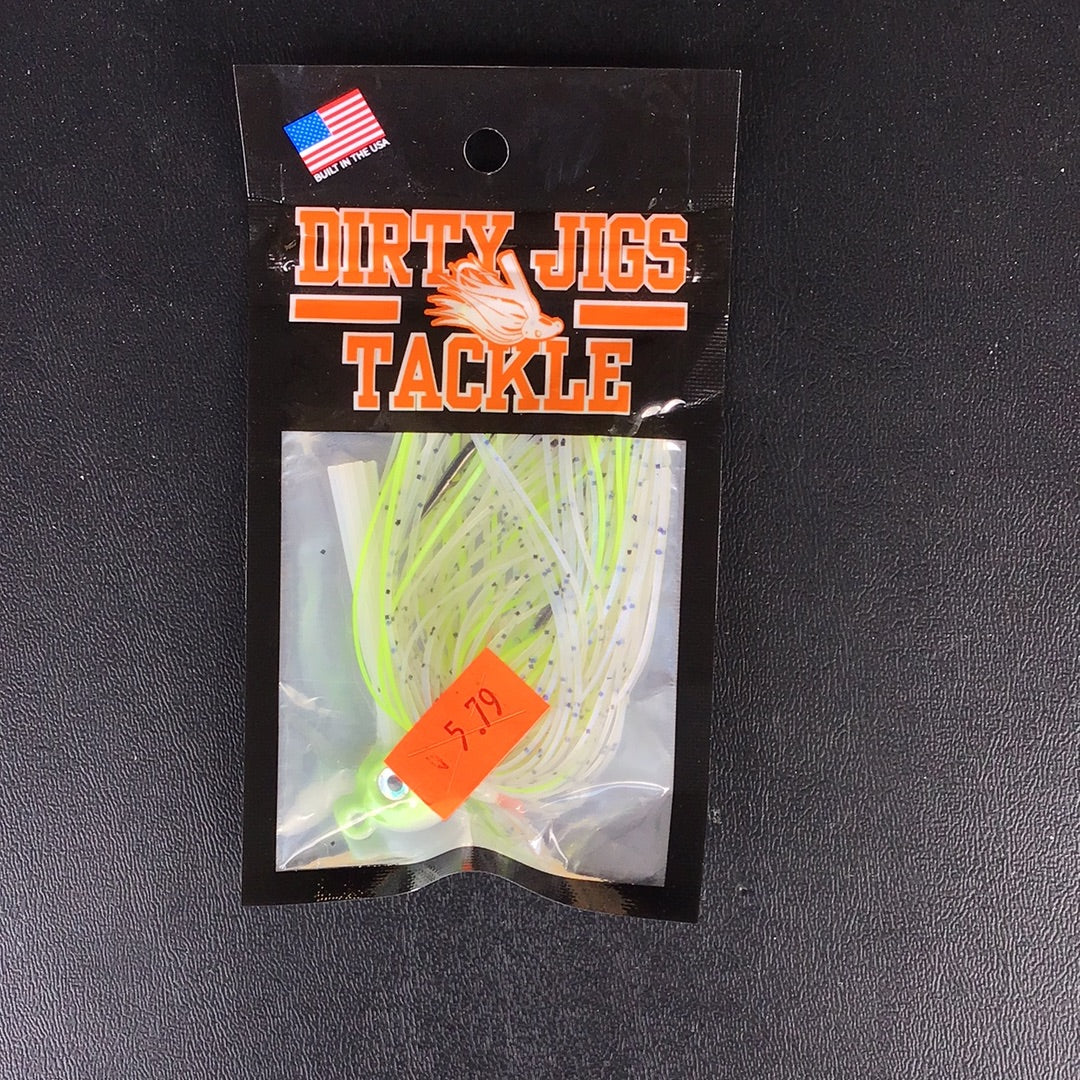 BUILT IN THE USA
DIRTY JIGS
TACKLE
5.79